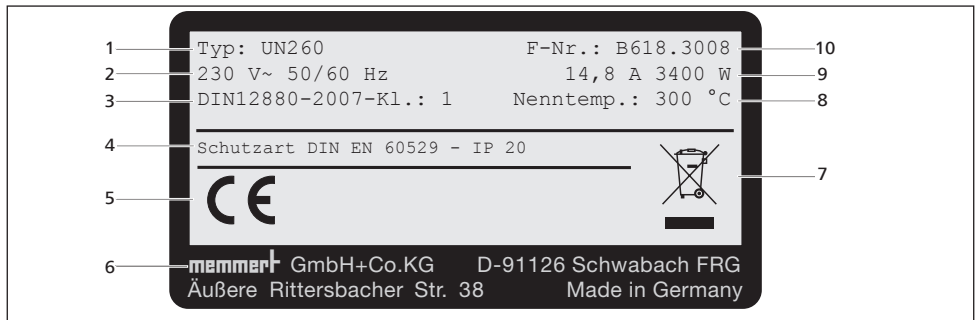 1 Typ: UN260 F-Nr.: B618.3008 10
2 230 V~ 50/60 Hz 14,8 A 3400 W 9
3 DIN12880-2007-Kl.: 1 Nenntemp.: 300 °C 8
4 Schutzart DIN EN 60529 - IP 20
5 CE 7
6 memmert GmbH+Co.KG D-91126 Schwabach FRG
Äußere Rittersbacher Str. 38 Made in Germany